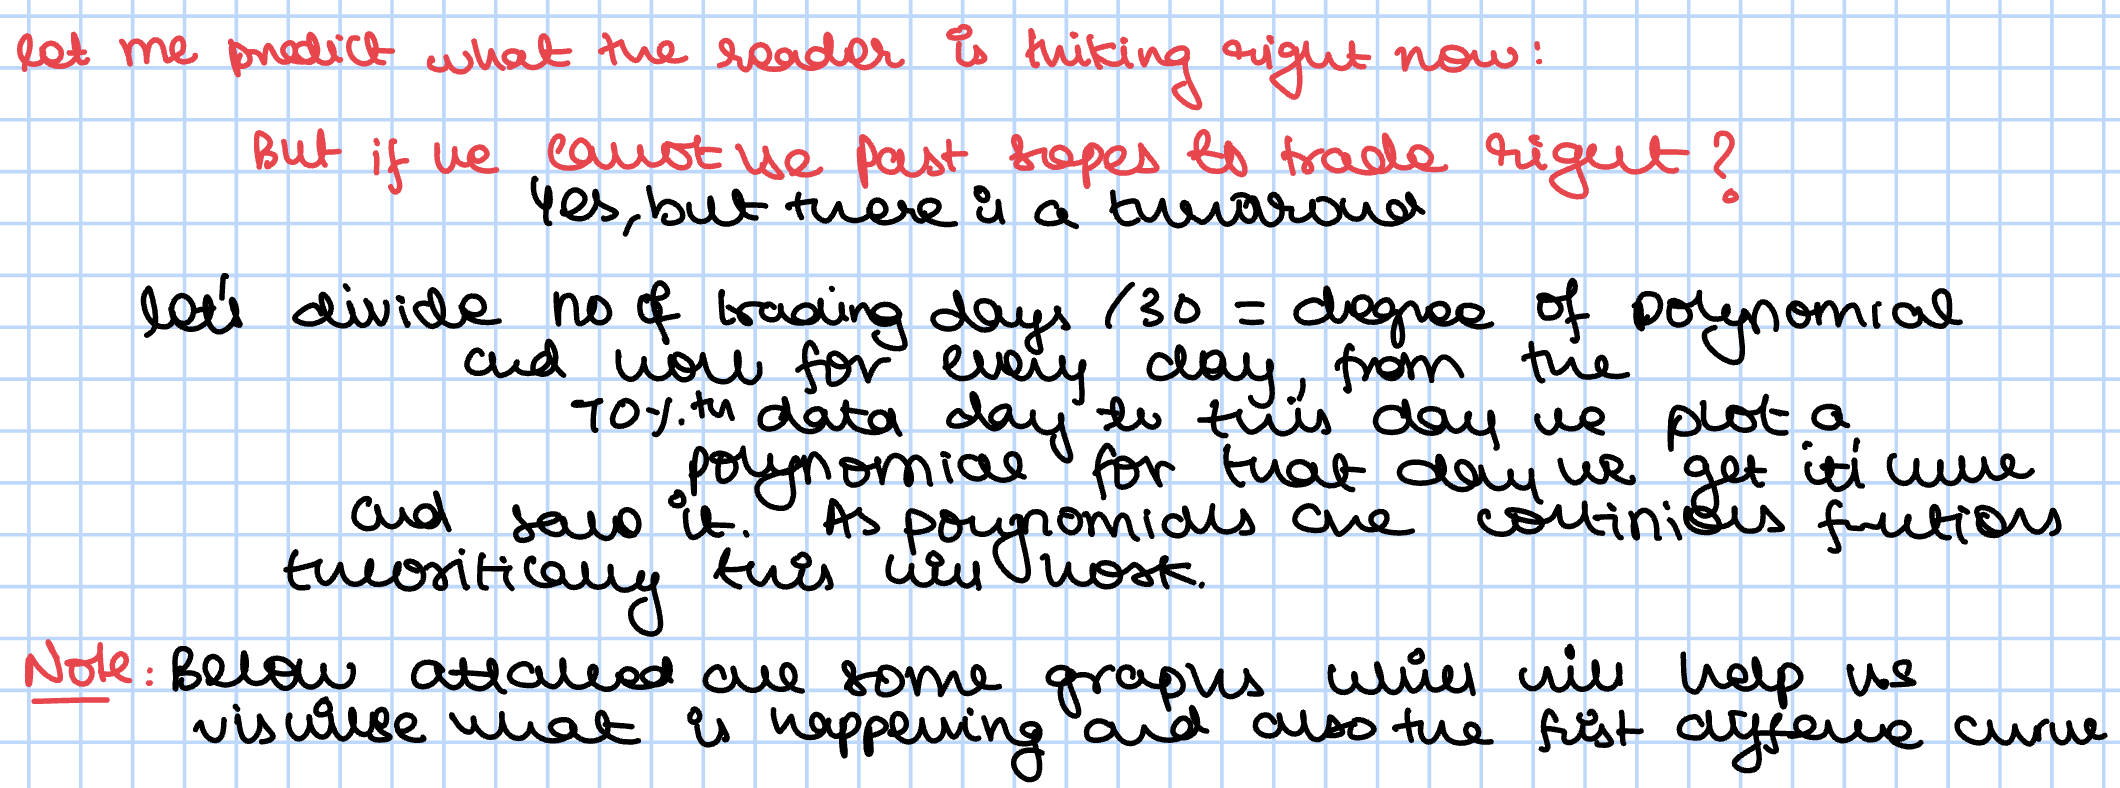 let me predict what the reader is thiking right now:
But if we cannot use past slopes to trade right?
Yes, but there is a turnaround
let's divide no of trading days /30 = degree of polynomial
and now for every day, from the
70%.th data day to this day we plot a
polynomial for that day we get it's curve
and save it. As polynomials are continious functions
theoritically this will work.
Note: Below attached are some graphs which will help us
visulise what is happening and also the first differne curve